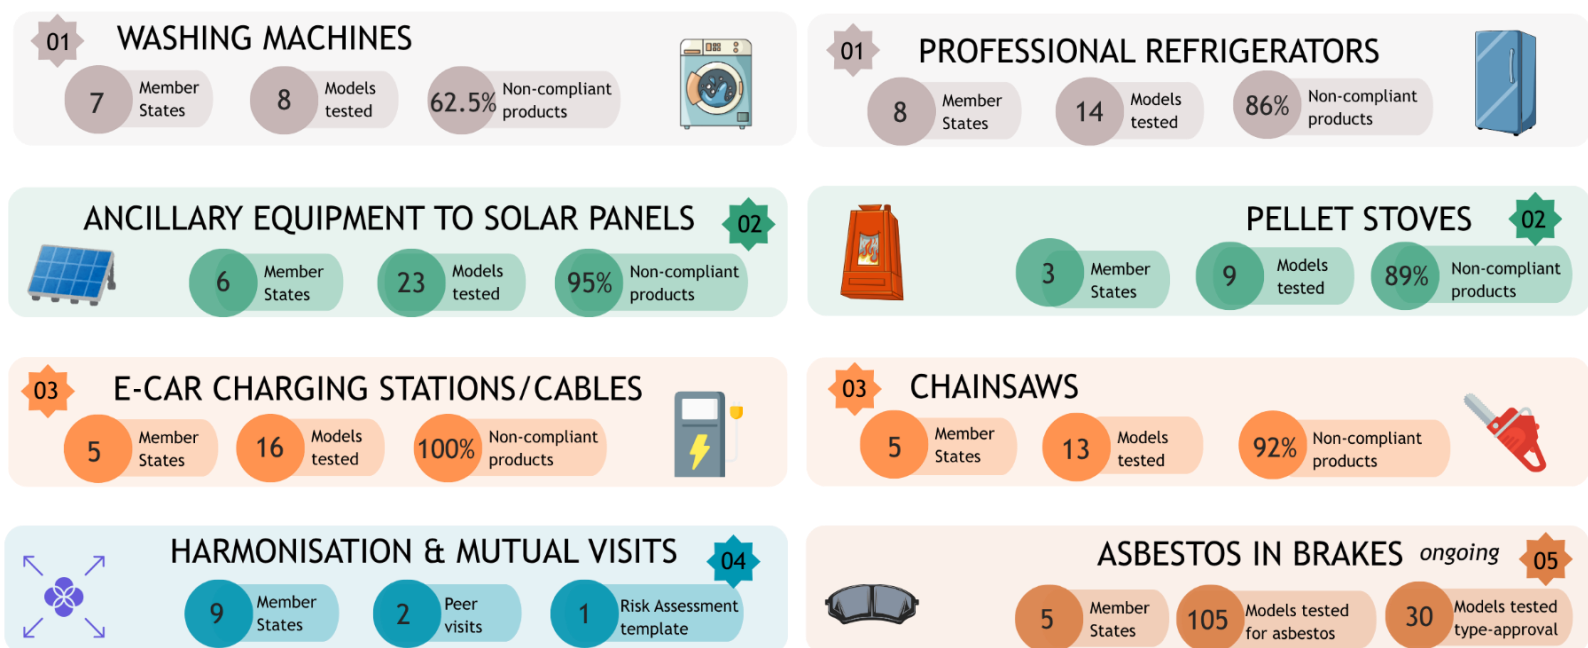 01
WASHING MACHINES
7
Member
States
8
Models
tested
62.5%
Non-compliant
products
01
PROFESSIONAL REFRIGERATORS
8
Member
States
14
Models
tested
86%
Non-compliant
products
ANCILLARY EQUIPMENT TO SOLAR PANELS
02
6
Member
States
23
Models
tested
95%
Non-compliant
products
PELLET STOVES
02
3
Member
States
9
Models
tested
89%
Non-compliant
products
03
E-CAR CHARGING STATIONS/CABLES
5
Member
States
16
Models
tested
100%
Non-compliant
products
03
CHAINSAWS
5
Member
States
13
Models
tested
92%
Non-compliant
products
HARMONISATION & MUTUAL VISITS
04
9
Member
States
2
Peer
visits
1
Risk Assessment
template
ASBESTOS IN BRAKES ongoing
05
5
Member
States
105
Models tested
for asbestos
30
Models tested
type-approval